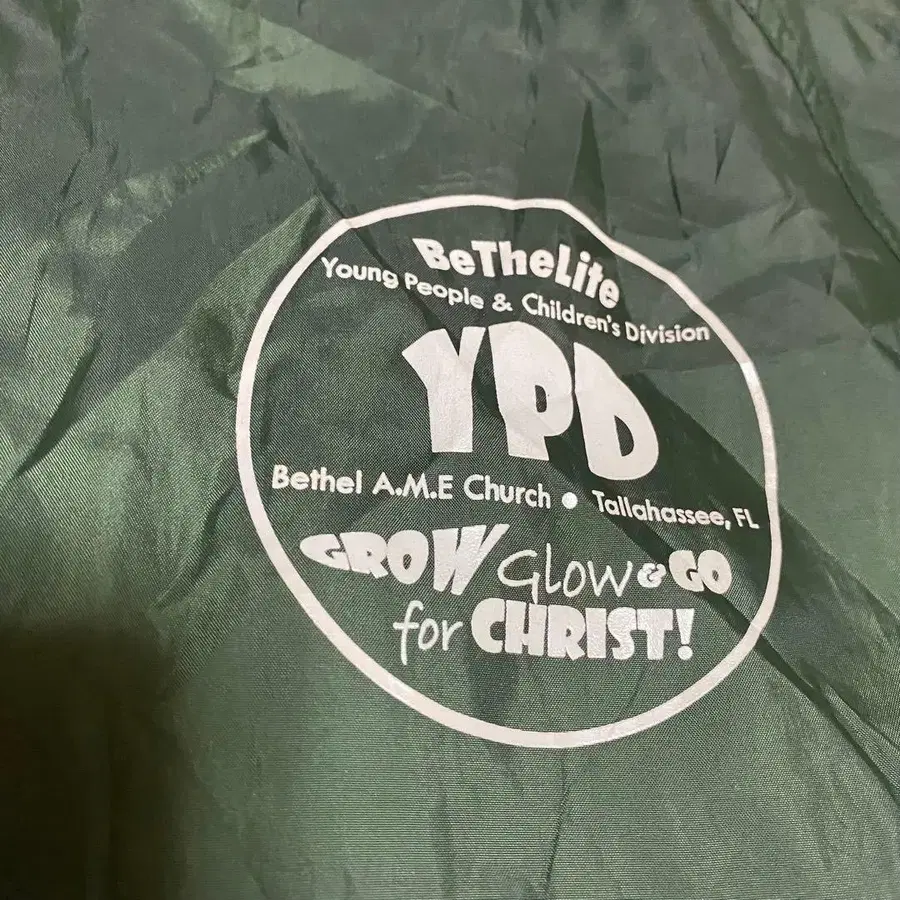 BeTheLite
Young People & Children's Division
YPD
Bethel A.M.E Church • Tallahassee, FL
GROW Glow & GO
for CHRIST!